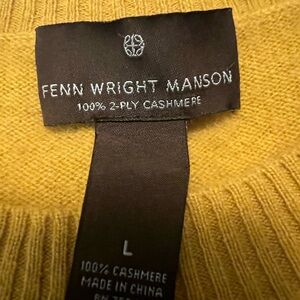 FENN WRIGHT MANSON
100% 2-PLY CASHMERE
L
100% CASHMERE
MADE IN CHINA